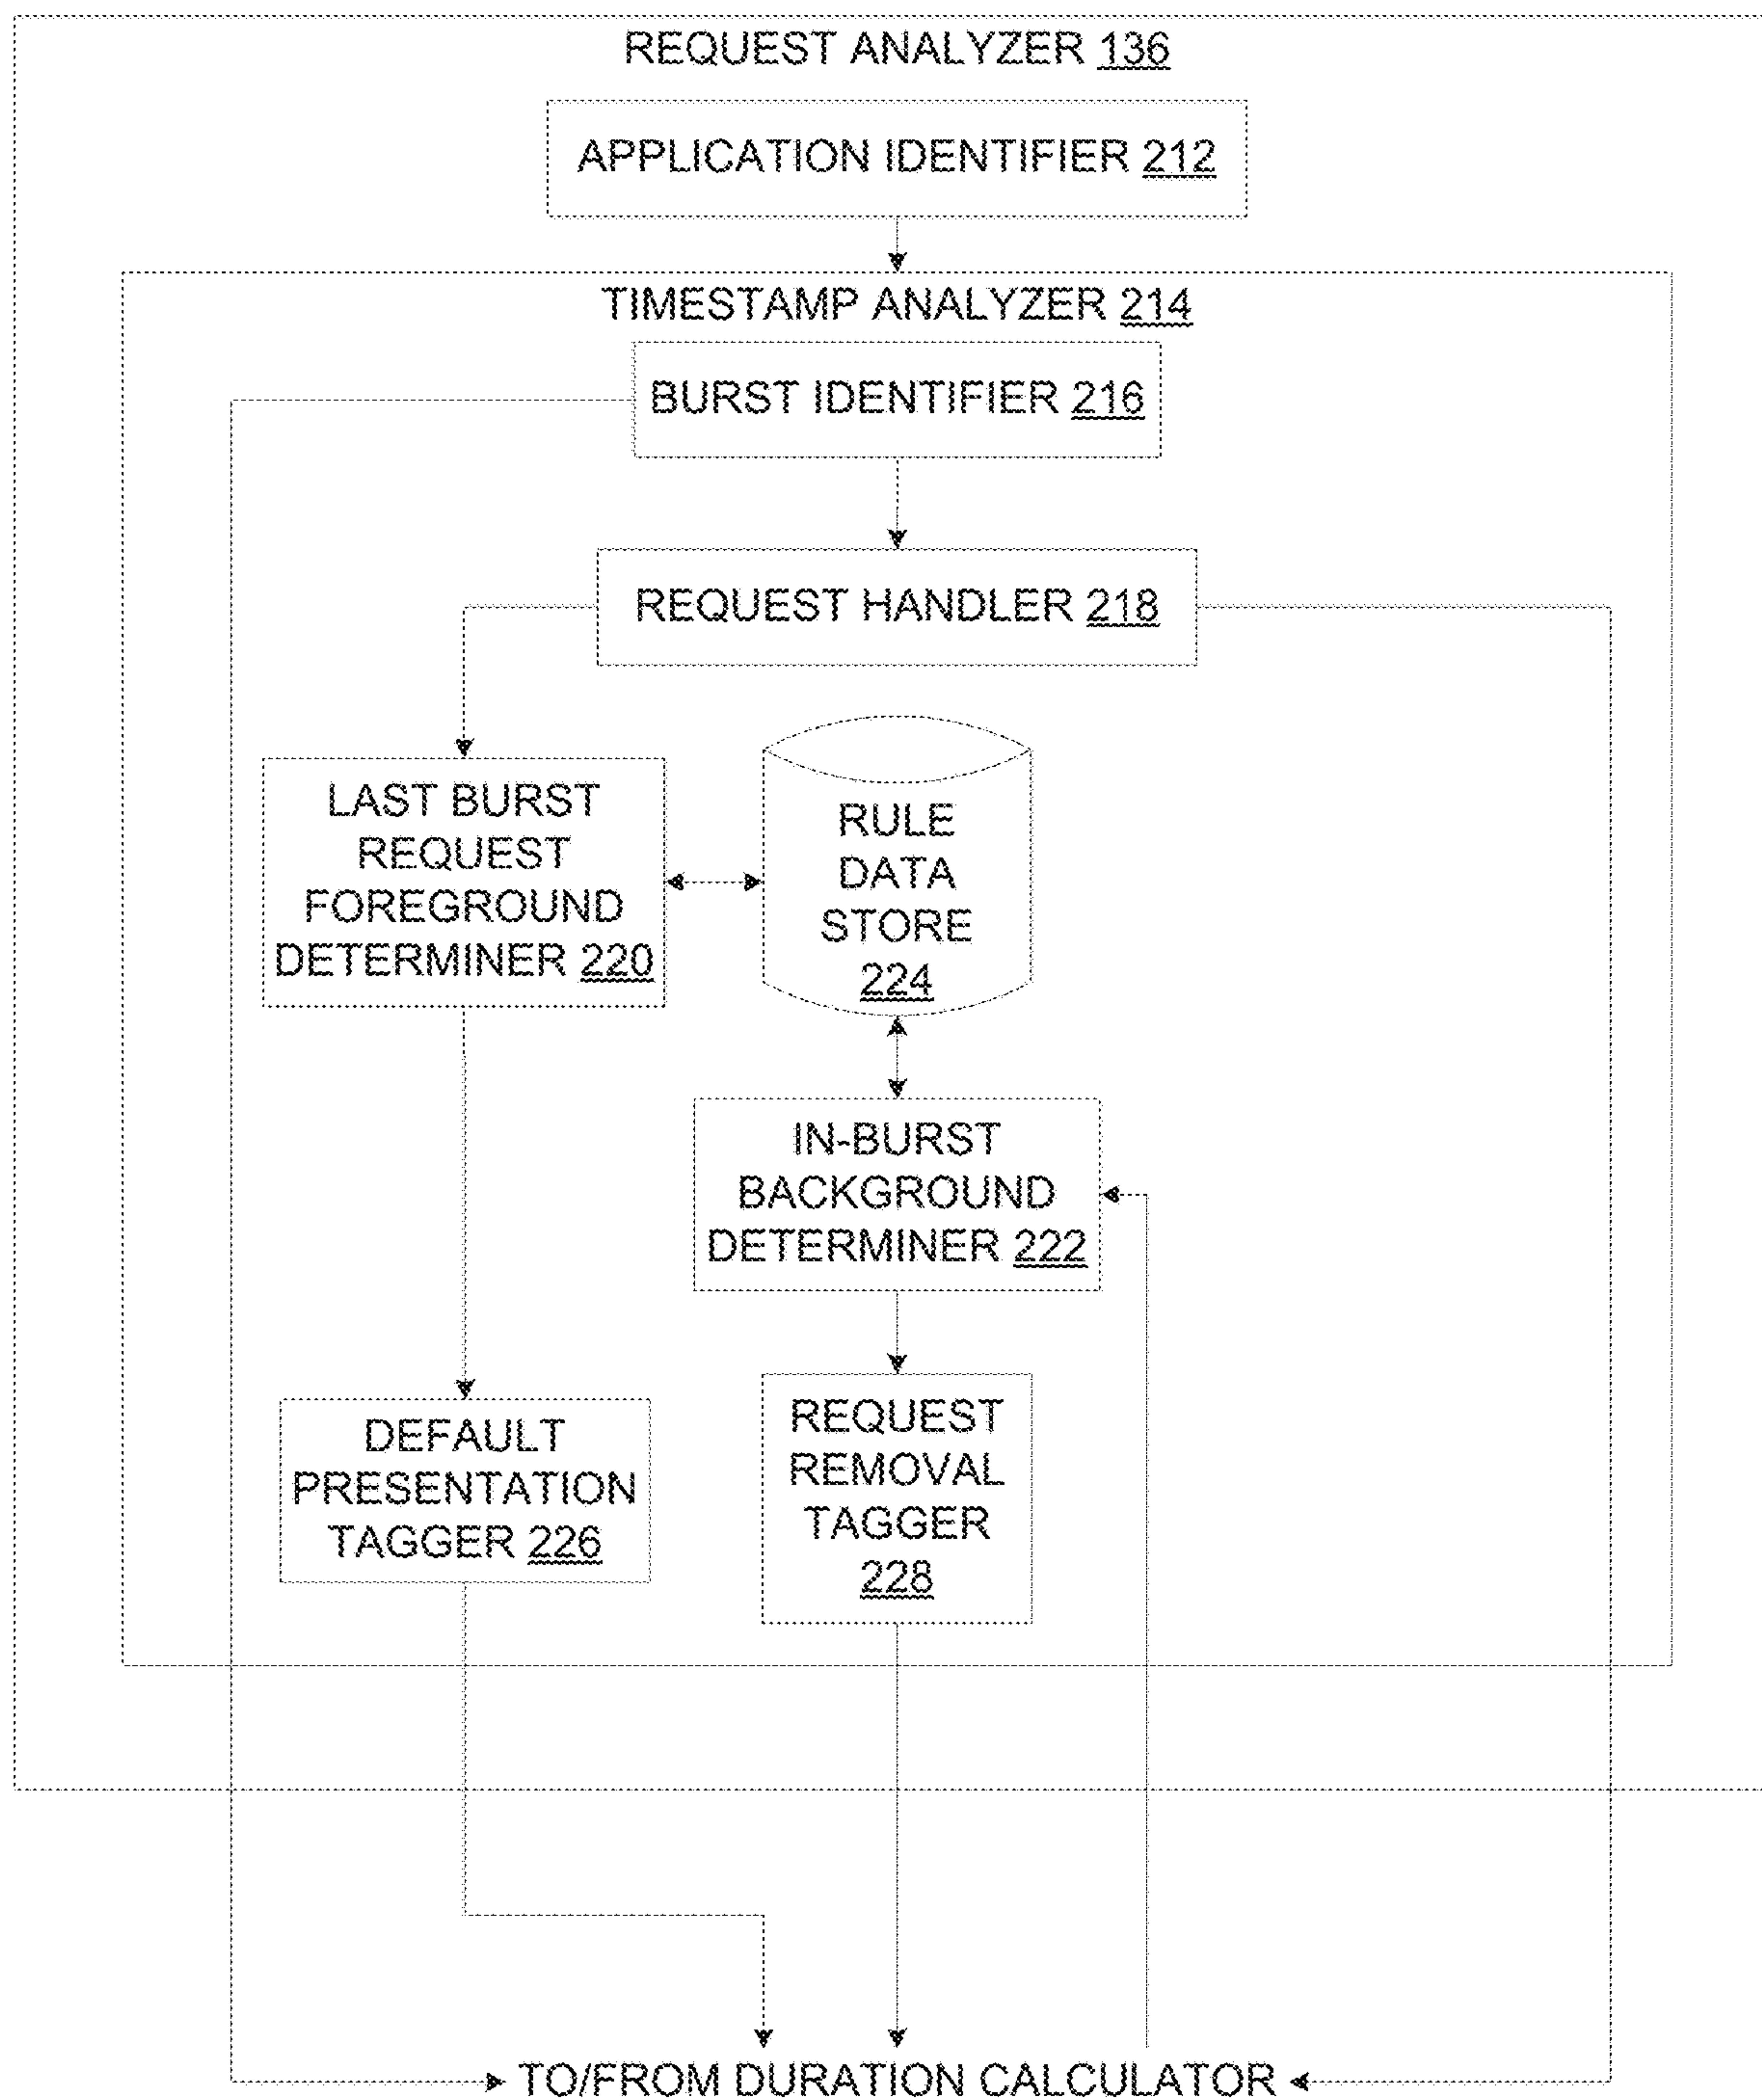 REQUEST ANALYZER 136
APPLICATION IDENTIFIER 212
TIMESTAMP ANALYZER 214
BURST IDENTIFIER 216
REQUEST HANDLER 218
LAST BURST
REQUEST
FOREGROUND
DETERMINER 220
RULE
DATA
STORE
224
IN-BURST
BACKGROUND
DETERMINER 222
DEFAULT
PRESENTATION
TAGGER 226
REQUEST
REMOVAL
TAGGER
228
TO/FROM DURATION CALCULATOR